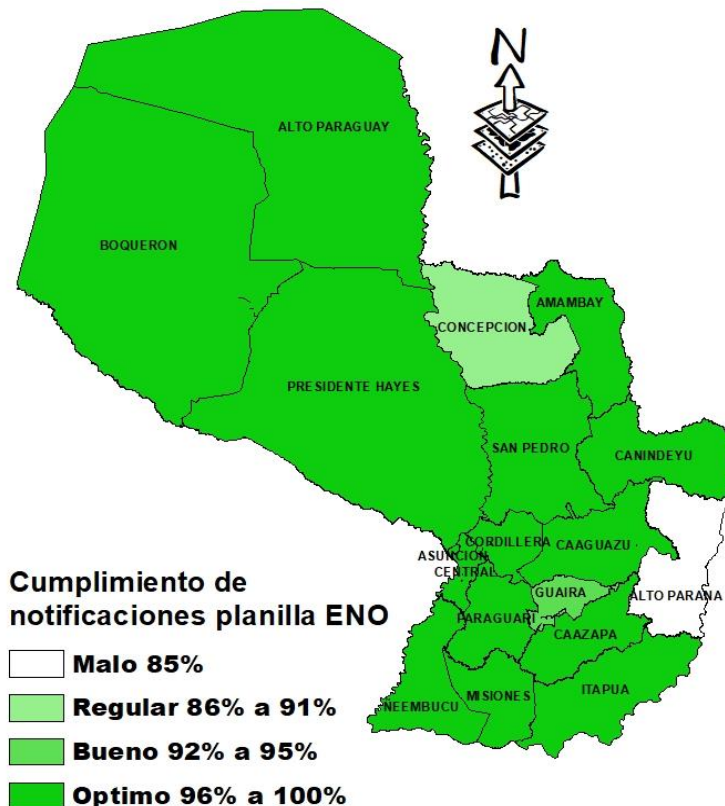 N
ALTO PARAGUAY
BOQUERON
CONCEPCION
AMAMBAY
PRESIDENTE HAYES
SAN PEDRO
CANINDEYU
CORDILLERA
CAAGUAZU
ASUNCION
CENTRAL
GUAIRA
ALTO PARANA
PARAGUARI
CAAZAPA
ITAPUA
MISIONES
NEEMBUCU
Cumplimiento de
notificaciones planilla ENO
Malo 85%
Regular 86% a 91%
Bueno 92% a 95%
Optimo 96% a 100%